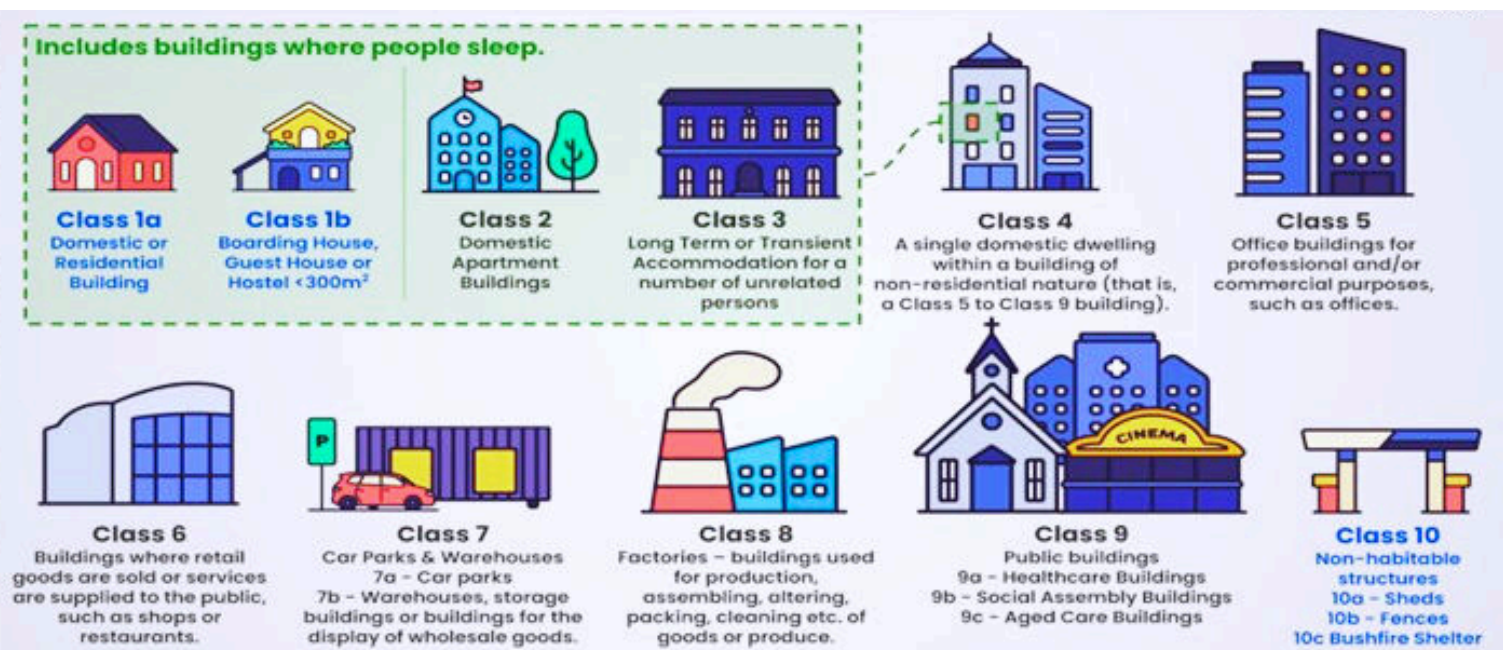 Includes buildings where people sleep.
Class 1a
Domestic or
Residential
Building
Class 1b
Boarding House,
Guest House or
Hostel <300m²
Class 2
Domestic
Apartment
Buildings
Class 3
Long Term or Transient
Accommodation for a
number of unrelated
persons
Class 4
A single domestic dwelling
within a building of
non-residential nature (that is,
a Class 5 to Class 9 building).
Class 5
Office buildings for
professional and/or
commercial purposes,
such as offices.
Class 6
Buildings where retail
goods are sold or services
are supplied to the public,
such as shops or
restaurants.
P
Class 7
Car Parks & Warehouses
7a - Car parks
7b - Warehouses, storage
buildings or buildings for the
display of wholesale goods.
Class 8
Factories – buildings used
for production,
assembling, altering,
packing, cleaning etc. of
goods or produce.
CINEMA
Class 9
Public buildings
9a - Healthcare Buildings
9b - Social Assembly Buildings
9c - Aged Care Buildings
Class 10
Non-habitable
structures
10a - Sheds
10b - Fences
10c Bushfire Shelter